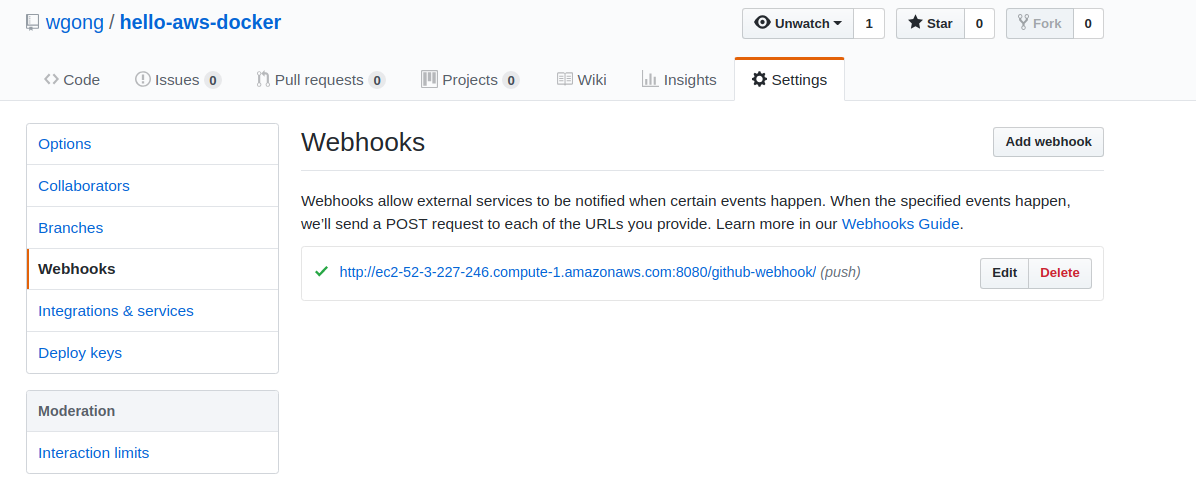 wgong / hello-aws-docker
Unwatch 1 Star 0 Fork 0
Code Issues 0 Pull requests 0 Projects 0 Wiki Insights Settings
Options
Collaborators
Branches
Webhooks
Integrations & services
Deploy keys
Moderation
Interaction limits
Webhooks
Add webhook
Webhooks allow external services to be notified when certain events happen. When the specified events happen,
we’ll send a POST request to each of the URLs you provide. Learn more in our Webhooks Guide.
http://ec2-52-3-227-246.compute-1.amazonaws.com:8080/github-webhook/ (push)
Edit Delete